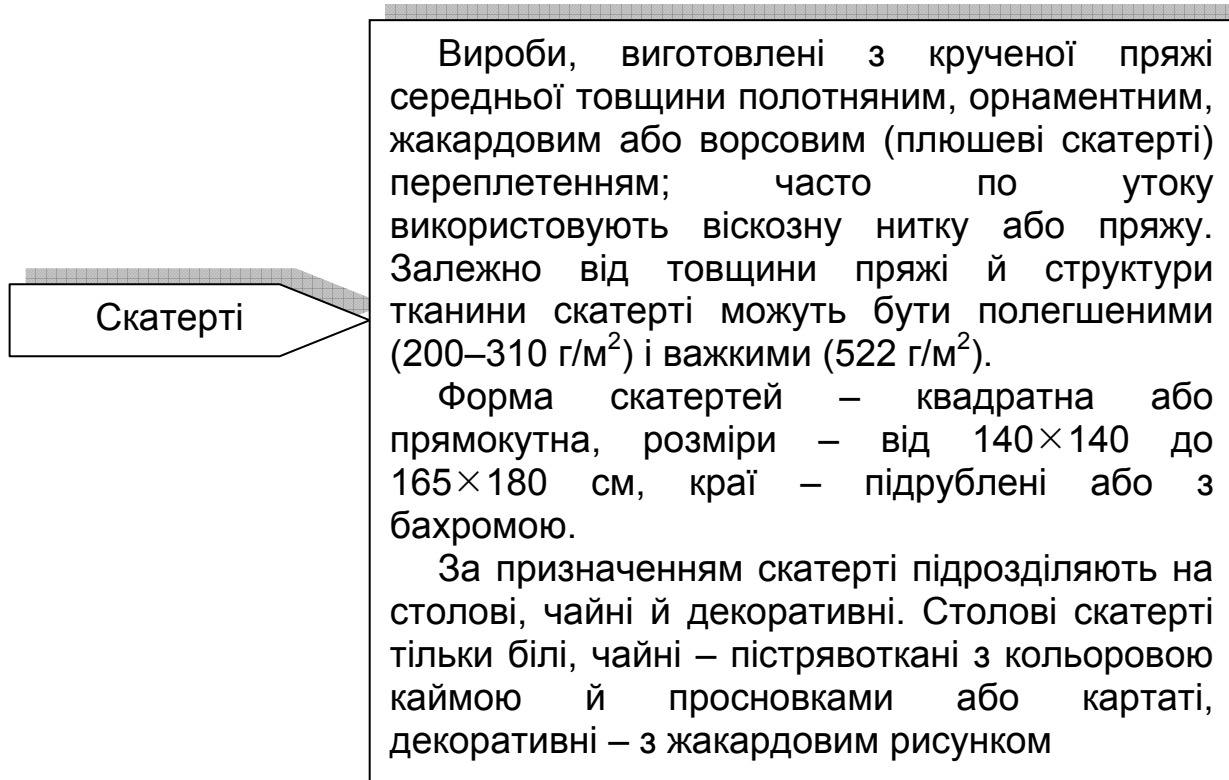 Скатерті
Вироби, виготовлені з крученої пряжі
середньої товщини полотняним, орнаментним,
жакардовим або ворсовим (плюшеві скатерті)
переплетенням; часто по утоку
використовують віскозну нитку або пряжу.
Залежно від товщини пряжі й структури
тканини скатерті можуть бути полегшеними
(200–310 г/м²) і важкими (522 г/м²).
Форма скатертей – квадратна або
прямокутна, розміри – від 140×140 до
165×180 см, краї – підрублені або з
бахромою.
За призначенням скатерті підрозділяють на
столові, чайні й декоративні. Столові скатерті
тільки білі, чайні – пістрявоткані з кольоровою
каймою й просновками або картаті,
декоративні – з жакардовим рисунком